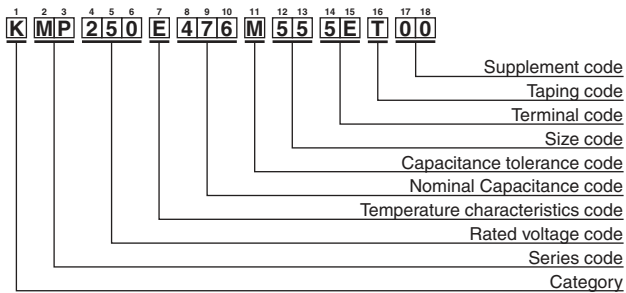 1 2 3 4 5 6 7 8 9 10 11 12 13 14 15 16 17 18
K MP 250 E 476 M 55 5E T 00
Supplement code
Taping code
Terminal code
Size code
Capacitance tolerance code
Nominal Capacitance code
Temperature characteristics code
Rated voltage code
Series code
Category